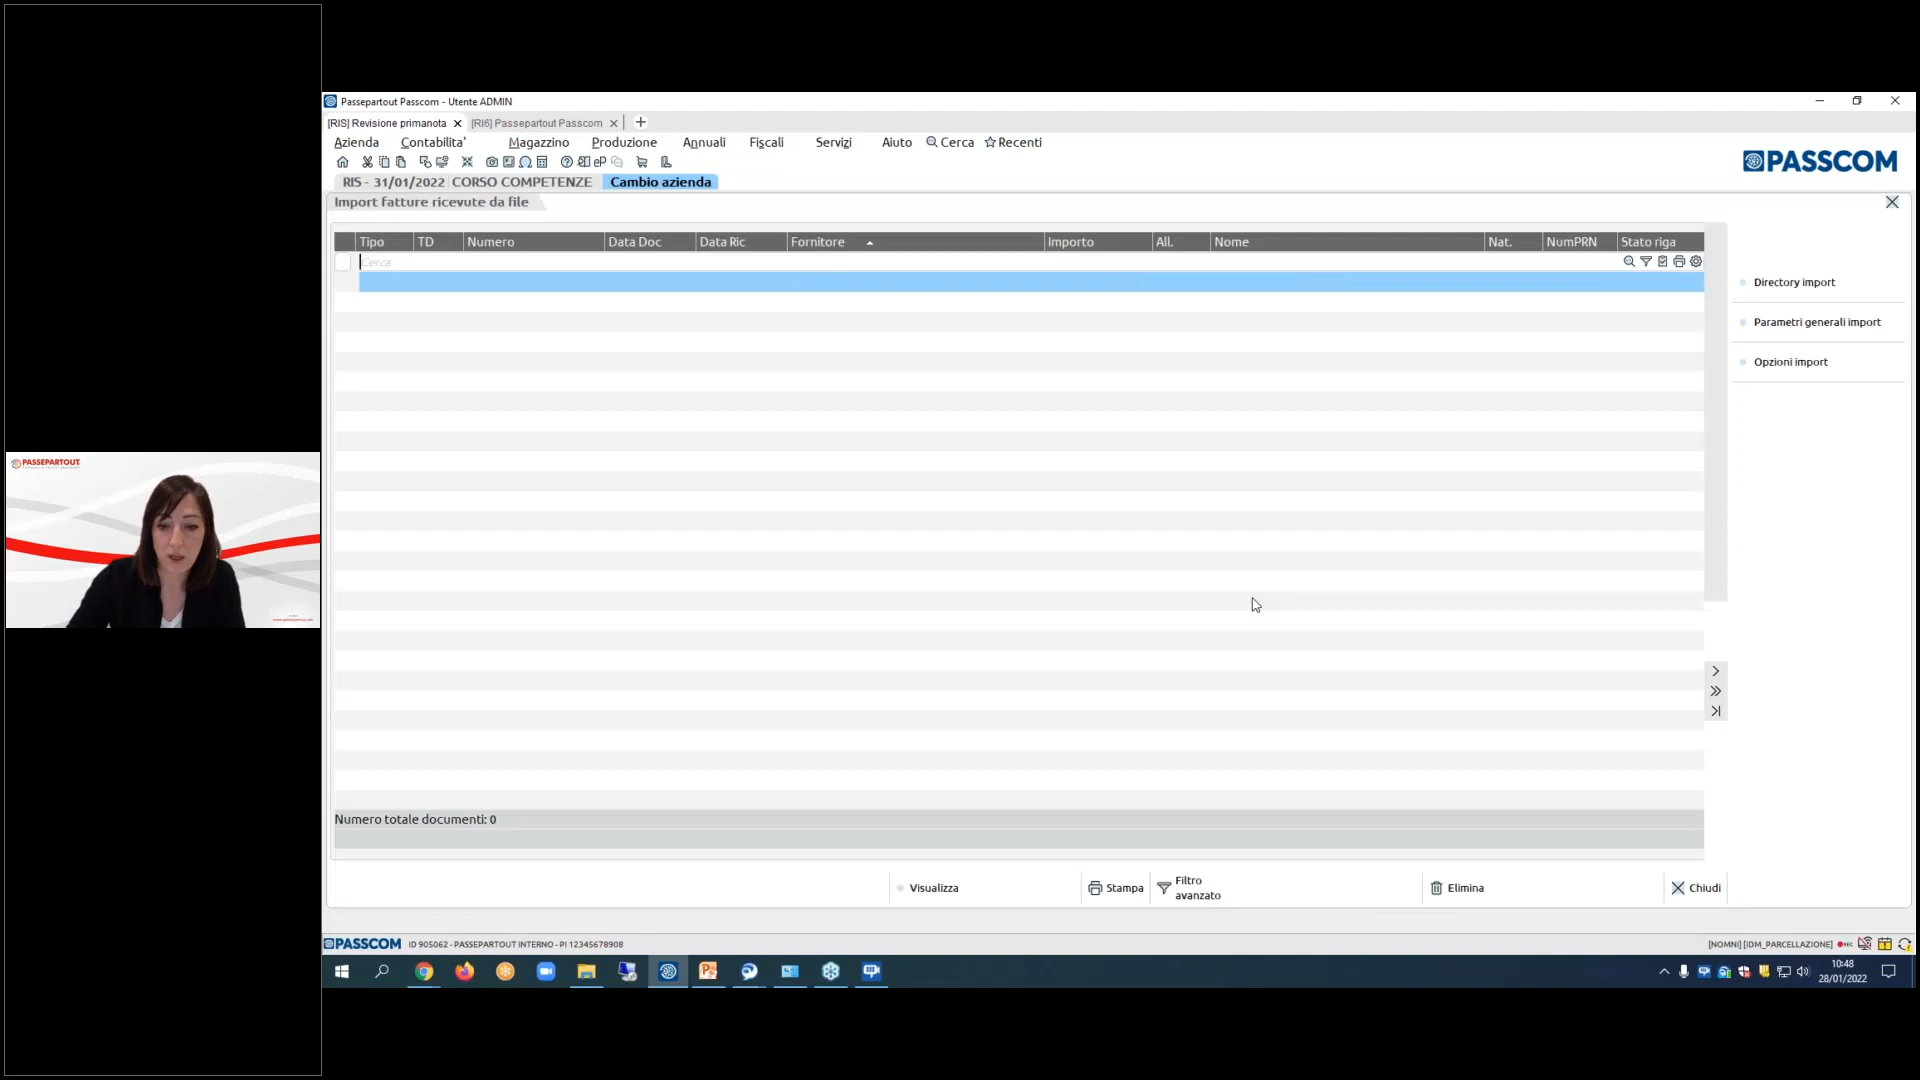 PASSEPARTOUT
Passepartout Passcom - Utente ADMIN
[RIS] Revisione primanota
[RI6] Passepartout Passcom
Azienda Contabilita' Magazzino Produzione Annuali Fiscali Servizi Aiuto Cerca Recenti
PASSCOM
RIS - 31/01/2022 CORSO COMPETENZE Cambio azienda
Import fatture ricevute da file
Tipo TD Numero Data Doc Data Ric Fornitore Importo All. Nome Nat. NumPRN Stato riga
Cerca
Directory import
Parametri generali import
Opzioni import
Numero totale documenti: 0
Visualizza
Stampa
Filtro
avanzato
Elimina
Chiudi
PASSCOM ID 905062 - PASSEPARTOUT INTERNO - PI 12345678908
[NOMNI] [IDM_PARCELLAZIONE]
10:48
28/01/2022